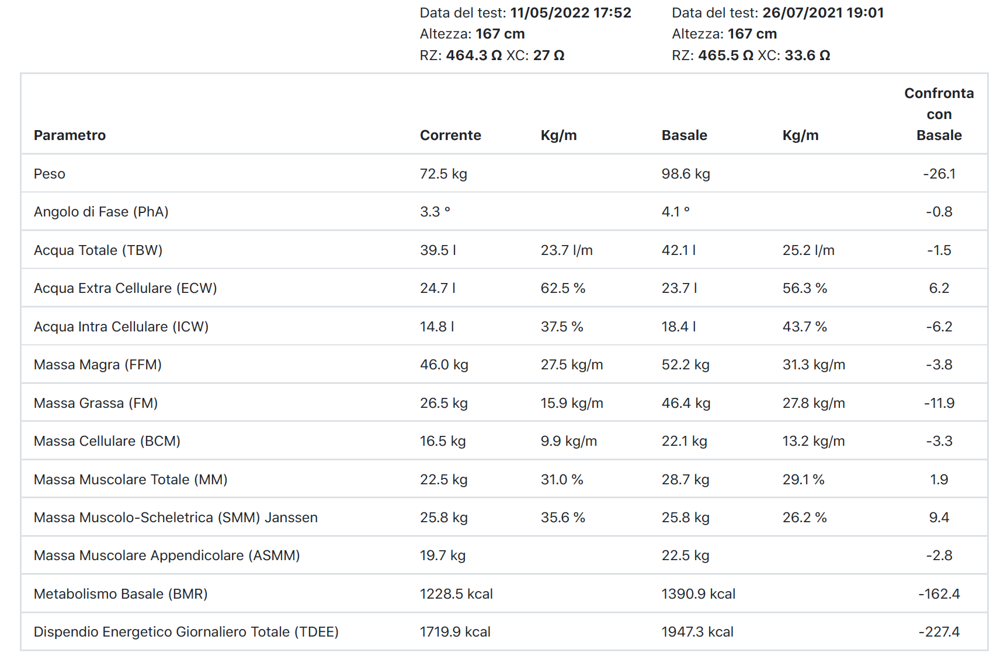 Data del test: 11/05/2022 17:52 Data del test: 26/07/2021 19:01
Altezza: 167 cm Altezza: 167 cm
RZ: 464.3 Ω XC: 27 Ω RZ: 465.5 Ω XC: 33.6 Ω
Confronta
con
Parametro Corrente Kg/m Basale Kg/m Basale
Peso 72.5 kg 98.6 kg -26.1
Angolo di Fase (PhA) 3.3 ° 4.1 ° -0.8
Acqua Totale (TBW) 39.5 l 23.7 l/m 42.1 l 25.2 l/m -1.5
Acqua Extra Cellulare (ECW) 24.7 l 62.5 % 23.7 l 56.3 % 6.2
Acqua Intra Cellulare (ICW) 14.8 l 37.5 % 18.4 l 43.7 % -6.2
Massa Magra (FFM) 46.0 kg 27.5 kg/m 52.2 kg 31.3 kg/m -3.8
Massa Grassa (FM) 26.5 kg 15.9 kg/m 46.4 kg 27.8 kg/m -11.9
Massa Cellulare (BCM) 16.5 kg 9.9 kg/m 22.1 kg 13.2 kg/m -3.3
Massa Muscolare Totale (MM) 22.5 kg 31.0 % 28.7 kg 29.1 % 1.9
Massa Muscolo-Scheletrica (SMM) Janssen 25.8 kg 35.6 % 25.8 kg 26.2 % 9.4
Massa Muscolare Appendicolare (ASMM) 19.7 kg 22.5 kg -2.8
Metabolismo Basale (BMR) 1228.5 kcal 1390.9 kcal -162.4
Dispendio Energetico Giornaliero Totale (TDEE) 1719.9 kcal 1947.3 kcal -227.4